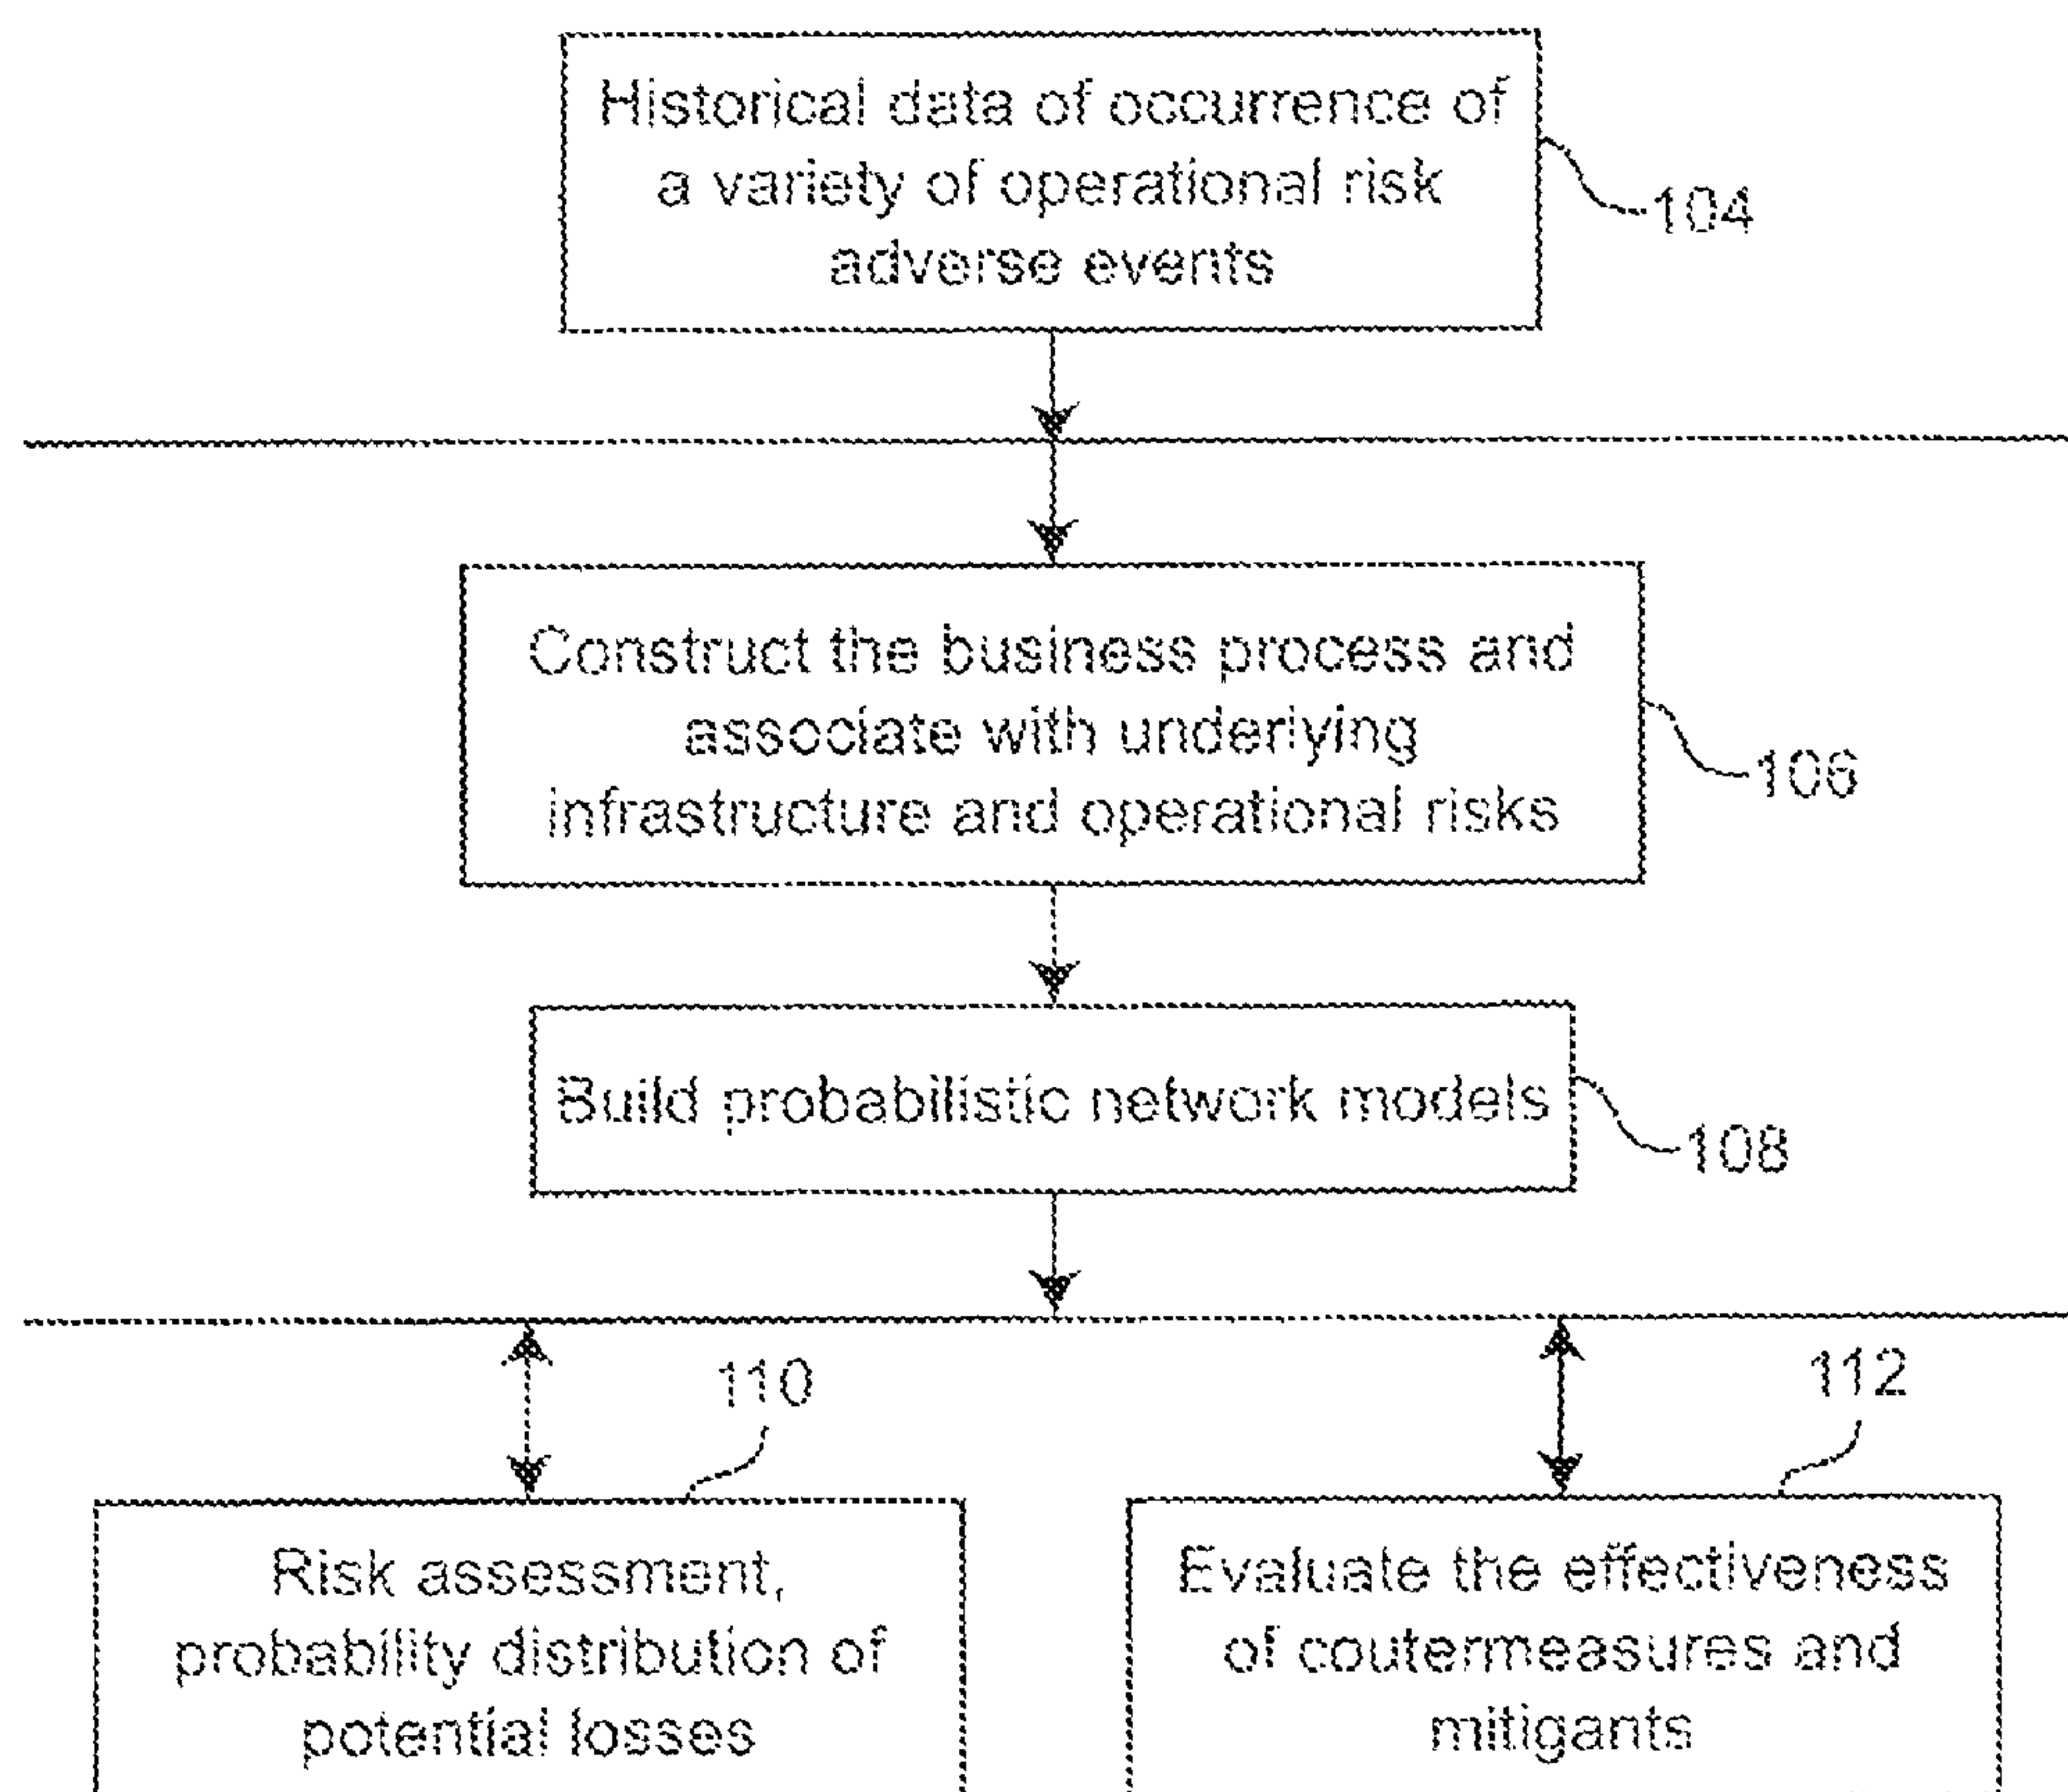 Historical data of occurrence of
a variety of operational risk
adverse events
104
Construct the business process and
associate with underlying
infrastructure and operational risks
106
Build probabilistic network models
108
110
112
Risk assessment,
probability distribution of
potential losses
Evaluate the effectiveness
of coutermeasures and
mitigants